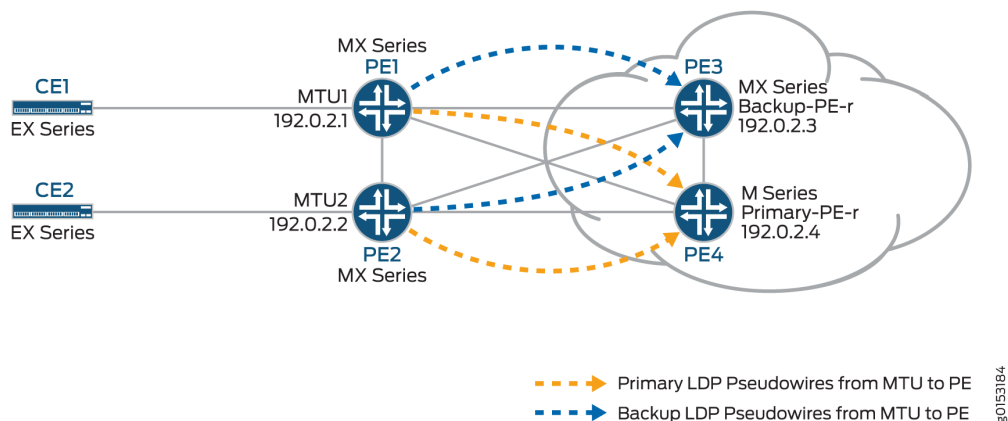 MX Series
PE1
PE3
CE1
EX Series
MTU1
192.0.2.1
MX Series
Backup-PE-r
192.0.2.3
CE2
EX Series
MTU2
192.0.2.2
PE2
MX Series
M Series
Primary-PE-r
192.0.2.4
PE4
Primary LDP Pseudowires from MTU to PE
Backup LDP Pseudowires from MTU to PE
g0153184